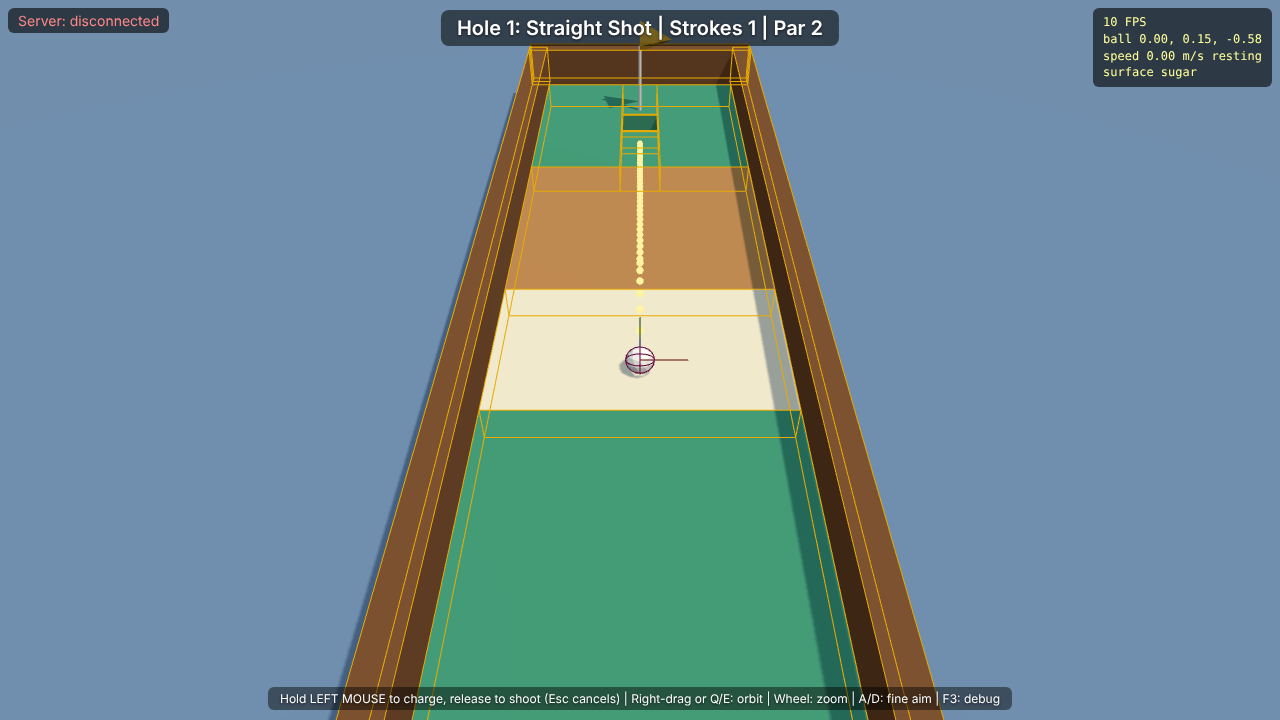 Server: disconnected
Hole 1: Straight Shot | Strokes 1 | Par 2
10 FPS
ball 0.00, 0.15, -0.58
speed 0.00 m/s resting
surface sugar
Hold LEFT MOUSE to charge, release to shoot (Esc cancels) | Right-drag or Q/E: orbit | Wheel: zoom | A/D: fine aim | F3: debug